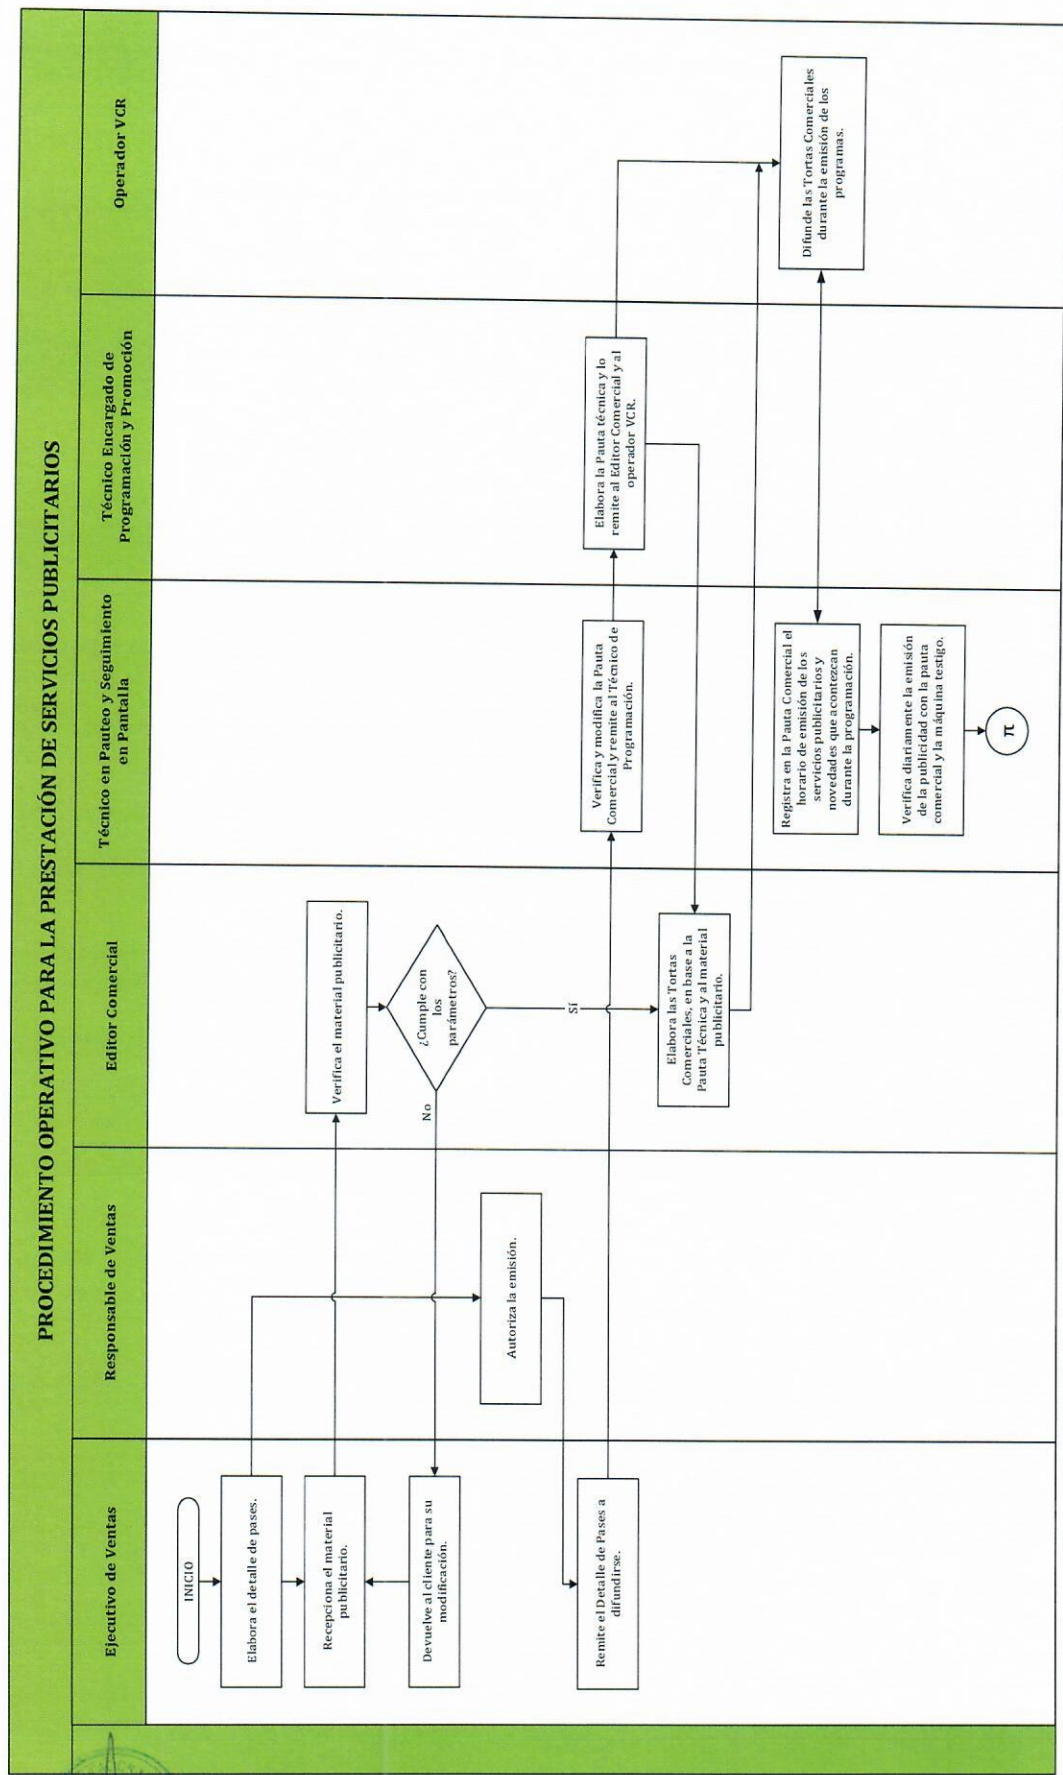 PROCEDIMIENTO OPERATIVO PARA LA PRESTACIÓN DE SERVICIOS PUBLICITARIOS
Ejecutivo de Ventas
Responsable de Ventas
Editor Comercial
Técnico en Pauteo y Seguimiento
en Pantalla
Técnico Encargado de
Programación y Promoción
Operador VCR
INICIO
Elabora el detalle de pases.
Recepciona el material
publicitario.
Verifica el material publicitario.
¿Cumple con
los
parámetros?
No
Sí
Devuelve al cliente para su
modificación.
Autoriza la emisión.
Remite el Detalle de Pases a
difundirse.
Verifica y modifica la Pauta
Comercial y remite al Técnico de
Programación.
Elabora la Pauta técnica y lo
remite al Editor Comercial y al
operador VCR.
Elabora las Tortas
Comerciales, en base a la
Pauta Técnica y al material
publicitario.
Difunde las Tortas Comerciales
durante la emisión de los
programas.
Registra en la Pauta Comercial el
horario de emisión de los
servicios publictarios y
novedades que acontezcan
durante la programación.
Verifica diariamente la emisión
de la publicidad con la pauta
comercial y la máquina testigo.
π